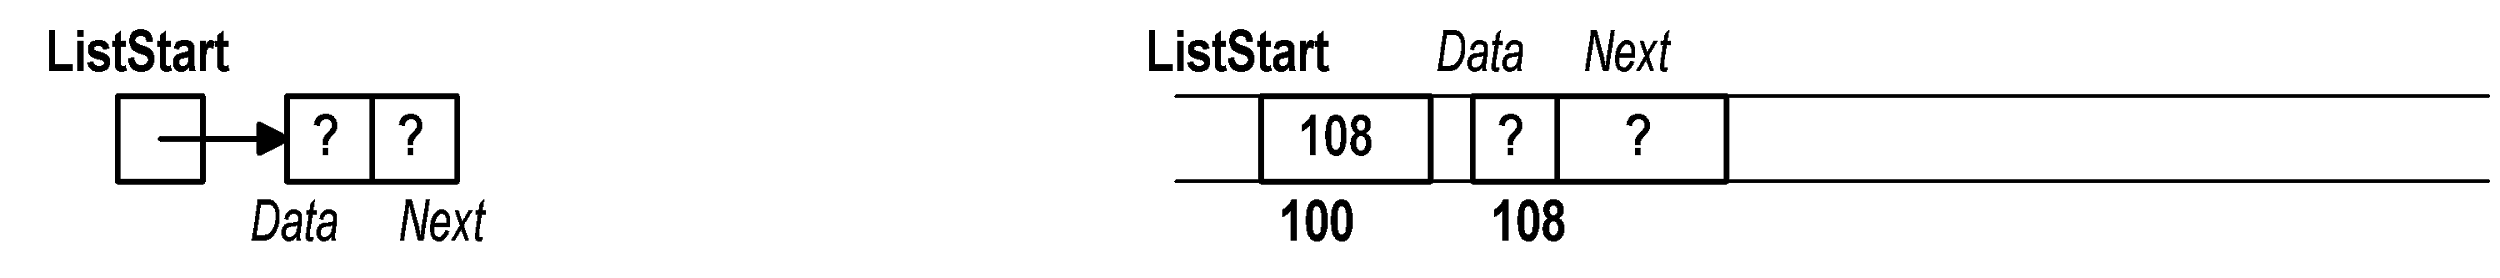 ListStart
? ?
Data Next
ListStart Data Next
108 ? ?
100 108